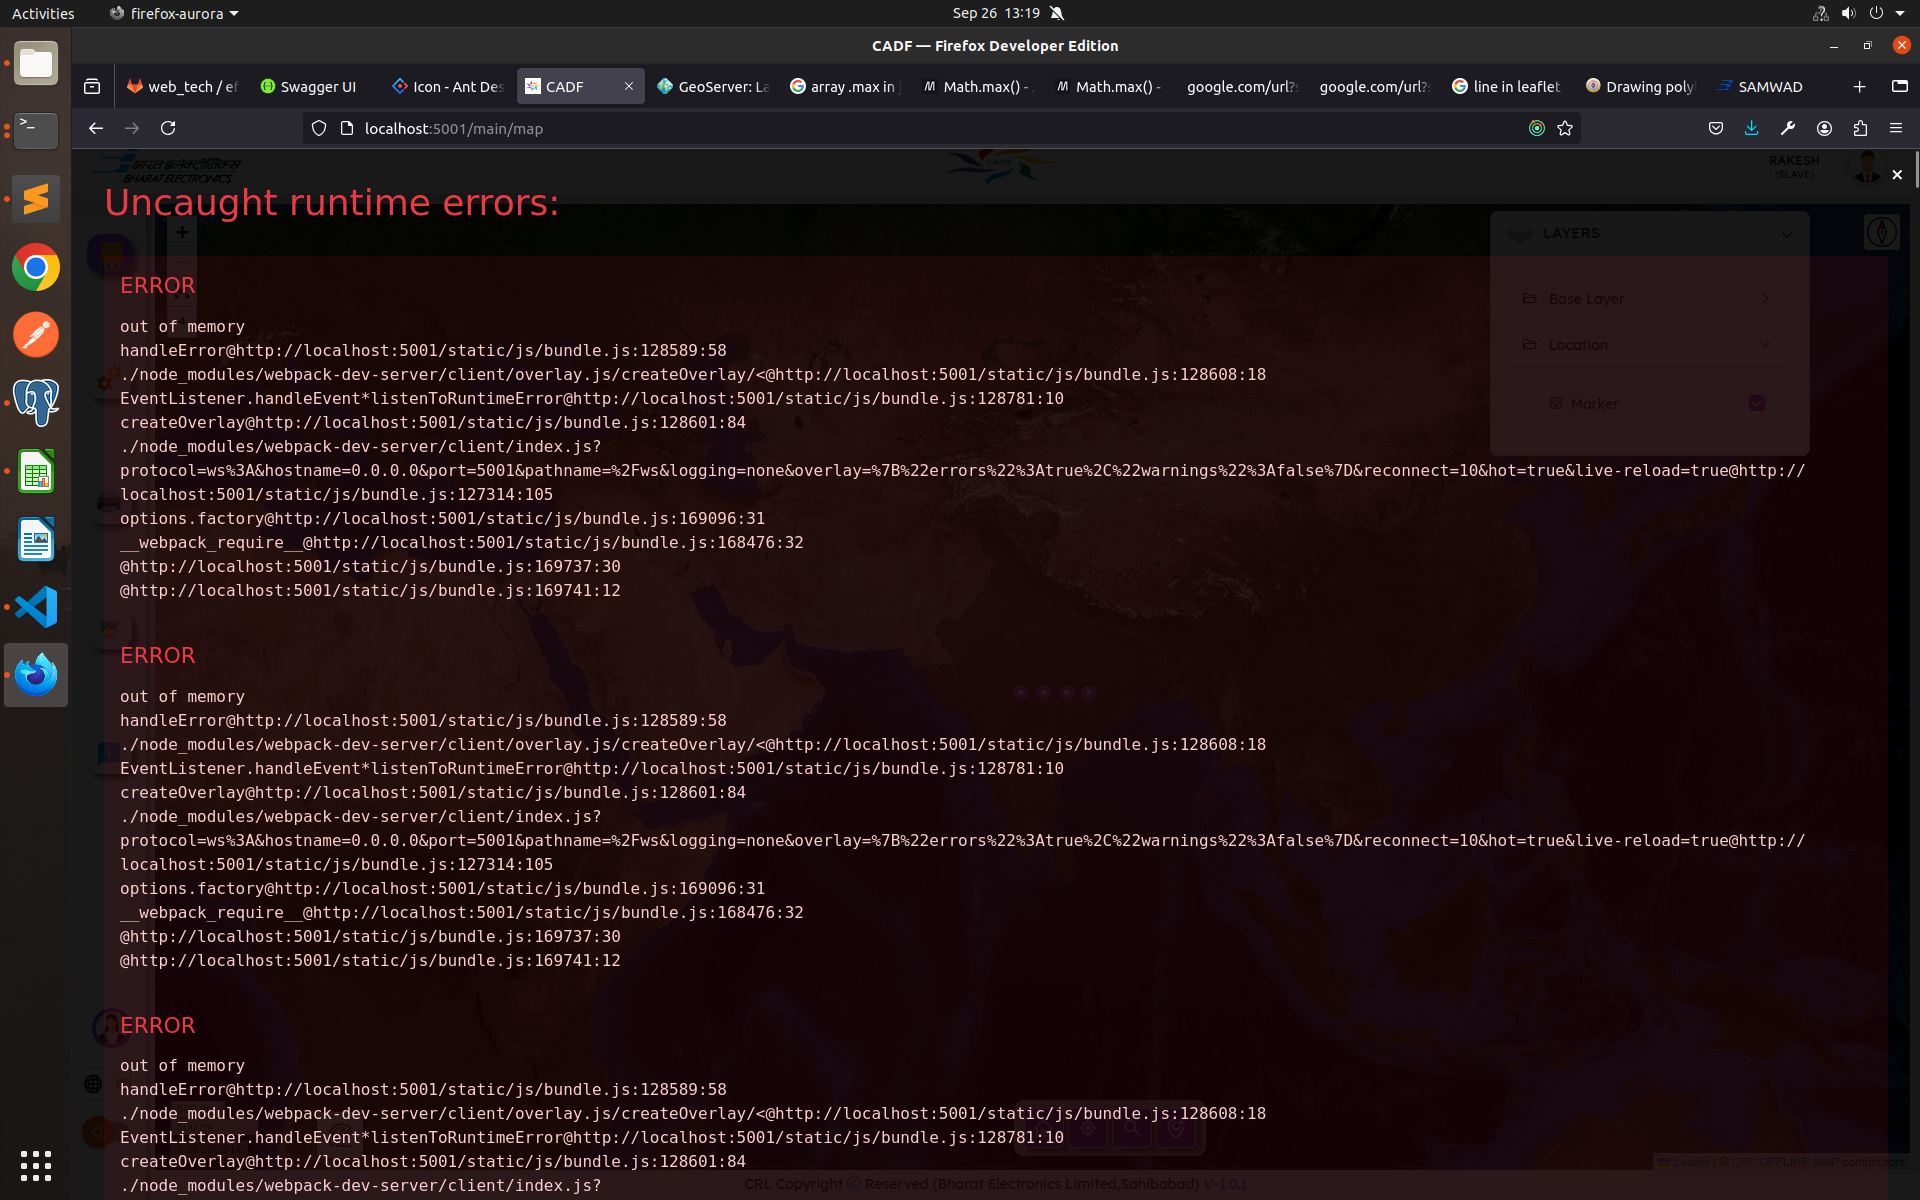 Activities
firefox-aurora
Sep 26 13:19
CADF — Firefox Developer Edition
web_tech / ef
Swagger UI
Icon - Ant Des
CADF
GeoServer: La
array .max in j
Math.max() -
Math.max() -
google.com/url?
google.com/url?
line in leaflet
Drawing poly
SAMWAD
localhost:5001/main/map
भारत इलेक्ट्रॉनिक्स
BHARAT ELECTRONICS
CADF
RAKESH
(SLAVE)
Uncaught runtime errors:
LAYERS
Base Layer
Location
Marker
ERROR
out of memory
handleError@http://localhost:5001/static/js/bundle.js:128589:58
./node_modules/webpack-dev-server/client/overlay.js/createOverlay/<@http://localhost:5001/static/js/bundle.js:128608:18
EventListener.handleEvent*listenToRuntimeError@http://localhost:5001/static/js/bundle.js:128781:10
createOverlay@http://localhost:5001/static/js/bundle.js:128601:84
./node_modules/webpack-dev-server/client/index.js?
protocol=ws%3A&hostname=0.0.0.0&port=5001&pathname=%2Fws&logging=none&overlay=%7B%22errors%22%3Atrue%2C%22warnings%22%3Afalse%7D&reconnect=10&hot=true&live-reload=true@http://
localhost:5001/static/js/bundle.js:127314:105
options.factory@http://localhost:5001/static/js/bundle.js:169096:31
__webpack_require__@http://localhost:5001/static/js/bundle.js:168476:32
@http://localhost:5001/static/js/bundle.js:169737:30
@http://localhost:5001/static/js/bundle.js:169741:12
ERROR
out of memory
handleError@http://localhost:5001/static/js/bundle.js:128589:58
./node_modules/webpack-dev-server/client/overlay.js/createOverlay/<@http://localhost:5001/static/js/bundle.js:128608:18
EventListener.handleEvent*listenToRuntimeError@http://localhost:5001/static/js/bundle.js:128781:10
createOverlay@http://localhost:5001/static/js/bundle.js:128601:84
./node_modules/webpack-dev-server/client/index.js?
protocol=ws%3A&hostname=0.0.0.0&port=5001&pathname=%2Fws&logging=none&overlay=%7B%22errors%22%3Atrue%2C%22warnings%22%3Afalse%7D&reconnect=10&hot=true&live-reload=true@http://
localhost:5001/static/js/bundle.js:127314:105
options.factory@http://localhost:5001/static/js/bundle.js:169096:31
__webpack_require__@http://localhost:5001/static/js/bundle.js:168476:32
@http://localhost:5001/static/js/bundle.js:169737:30
@http://localhost:5001/static/js/bundle.js:169741:12
ERROR
out of memory
handleError@http://localhost:5001/static/js/bundle.js:128589:58
./node_modules/webpack-dev-server/client/overlay.js/createOverlay/<@http://localhost:5001/static/js/bundle.js:128608:18
EventListener.handleEvent*listenToRuntimeError@http://localhost:5001/static/js/bundle.js:128781:10
createOverlay@http://localhost:5001/static/js/bundle.js:128601:84
./node_modules/webpack-dev-server/client/index.js?
Leaflet | © CRL OFFLINE MAP contributors
CRL Copyright © Reserved (Bharat Electronics Limited,Sahibabad) V-1.0.1